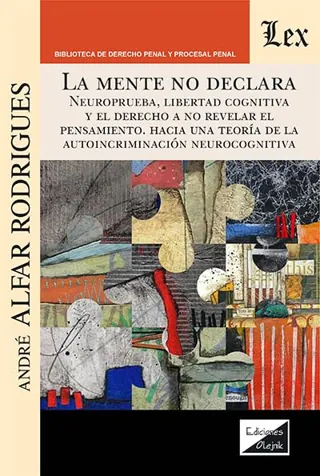 Lex
BIBLIOTECA DE DERECHO PENAL Y PROCESAL PENAL
LA MENTE NO DECLARA
NEUROPRUEBA, LIBERTAD COGNITIVA
Y EL DERECHO A NO REVELAR EL
PENSAMIENTO. HACIA UNA TEORÍA DE LA
AUTOINCRIMINACIÓN NEUROCOGNITIVA
ANDRÉ ALFAR RODRIGUES
Ediciones
Olejnik